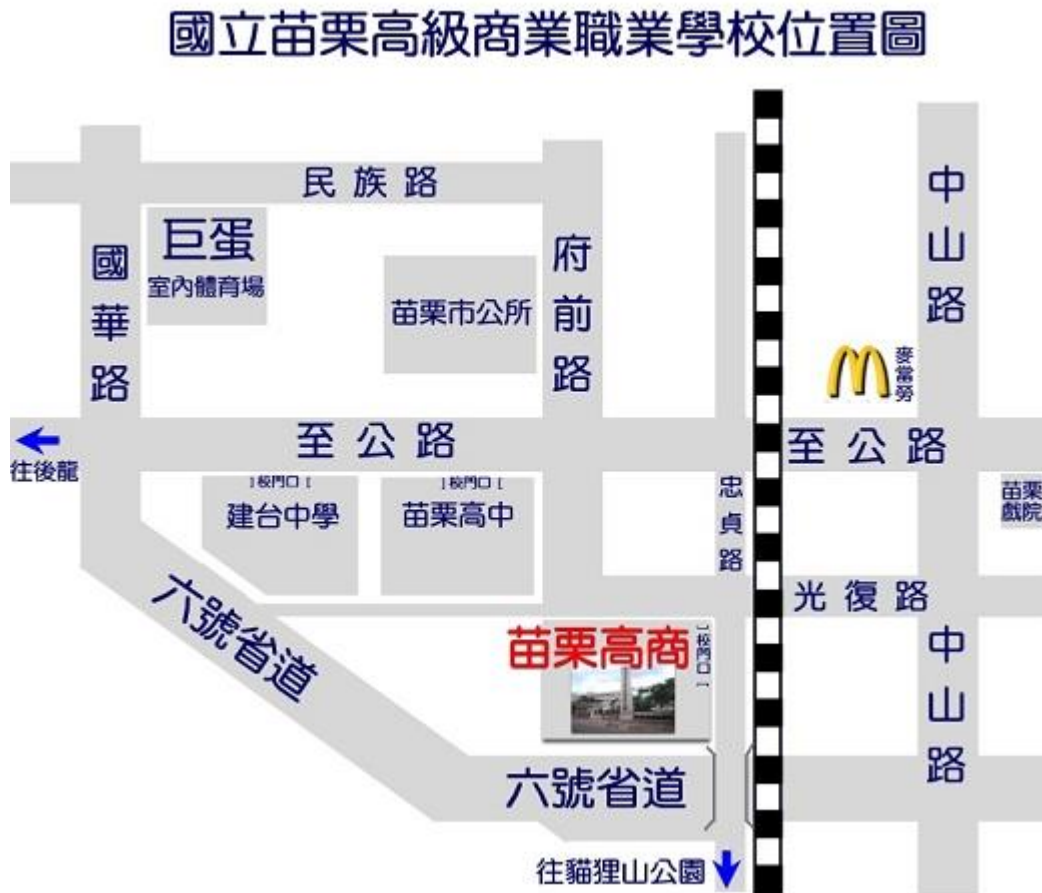 國立苗栗高級商業職業學校位置圖
民族路
中山路
巨蛋
室內體育場
國華路
府前路
苗栗市公所
麥當勞
至公路
至公路
往後龍
[校門口]
[校門口]
建台中學
苗栗高中
忠貞路
苗栗
戲院
六號省道
光復路
苗栗高商
[校門口]
中山路
六號省道
往貓狸山公園